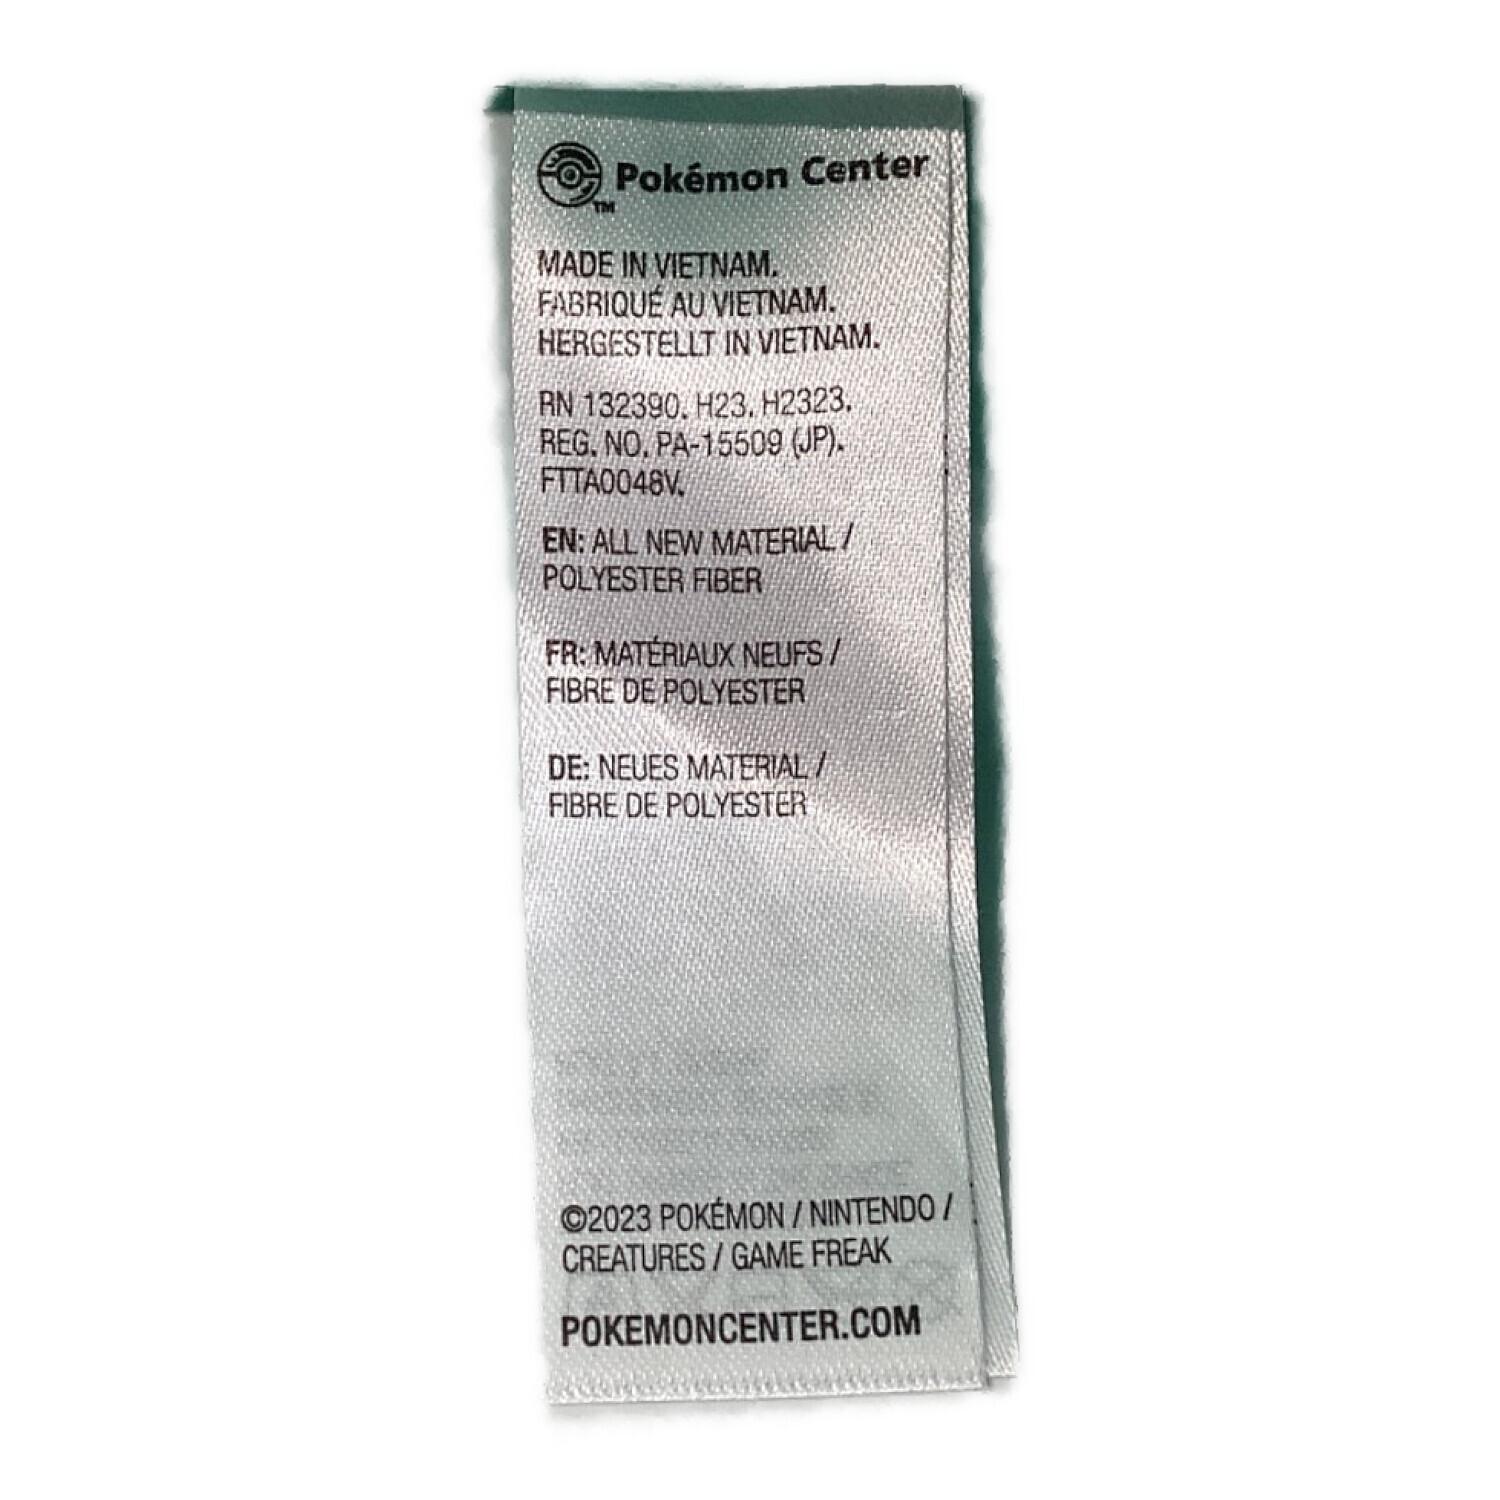 Pokémon Center
TM
MADE IN VIETNAM.
FABRIQUÉ AU VIETNAM.
HERGESTELLT IN VIETNAM.
RN 132390. H23. H2323.
REG. NO. PA-15509 (JP).
FTTA0048V.
EN: ALL NEW MATERIAL /
POLYESTER FIBER
FR: MATÉRIAUX NEUFS /
FIBRE DE POLYESTER
DE: NEUES MATERIAL /
FIBRE DE POLYESTER
©2023 POKÉMON / NINTENDO /
CREATURES / GAME FREAK
POKEMONCENTER.COM